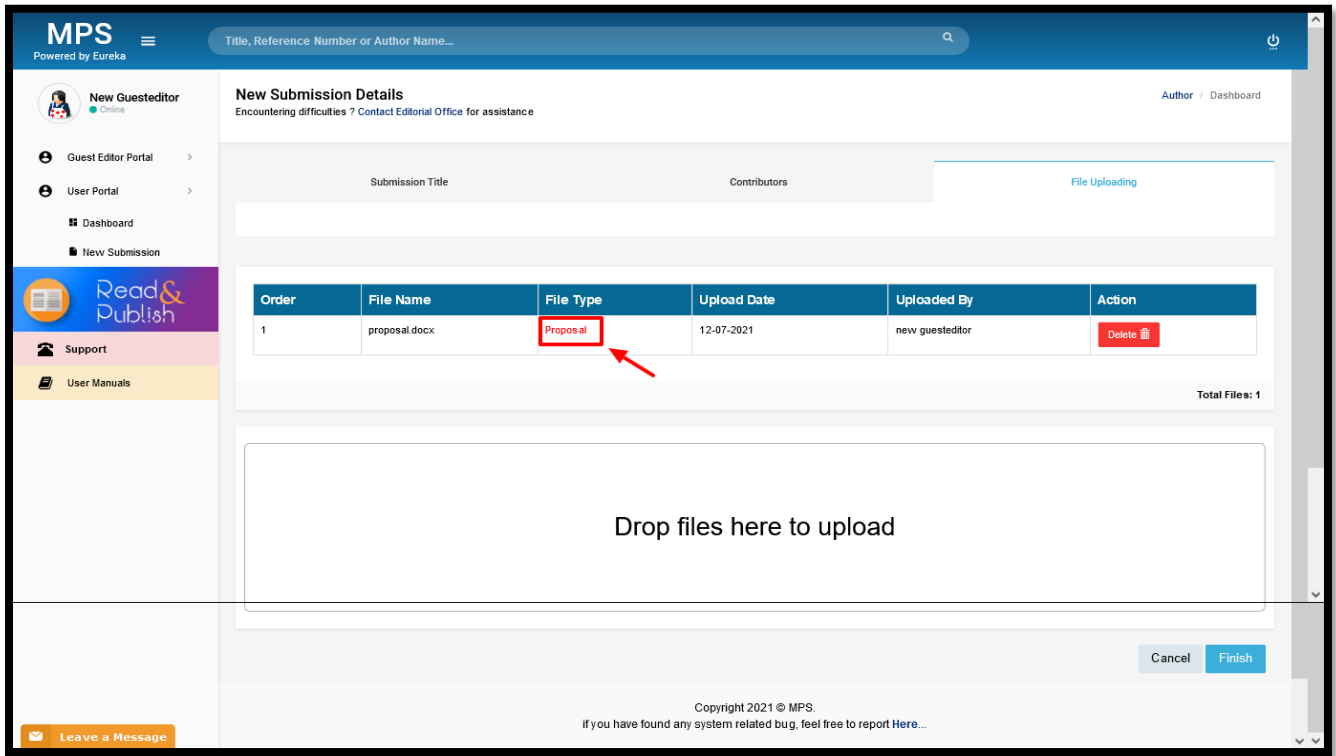 MPS
Powered by Eureka
Title, Reference Number or Author Name...
New Guesteditor
Online
New Submission Details
Encountering difficulties ? Contact Editorial Office for assistance
Author / Dashboard
Guest Editor Portal
User Portal
Dashboard
New Submission
Read&
Publish
Support
User Manuals
Submission Title
Contributors
File Uploading
Order File Name File Type Upload Date Uploaded By Action
1 proposal.docx Proposal 12-07-2021 new guesteditor Delete
Total Files: 1
Drop files here to upload
Cancel Finish
Copyright 2021 © MPS.
if you have found any system related bug, feel free to report Here...
Leave a Message